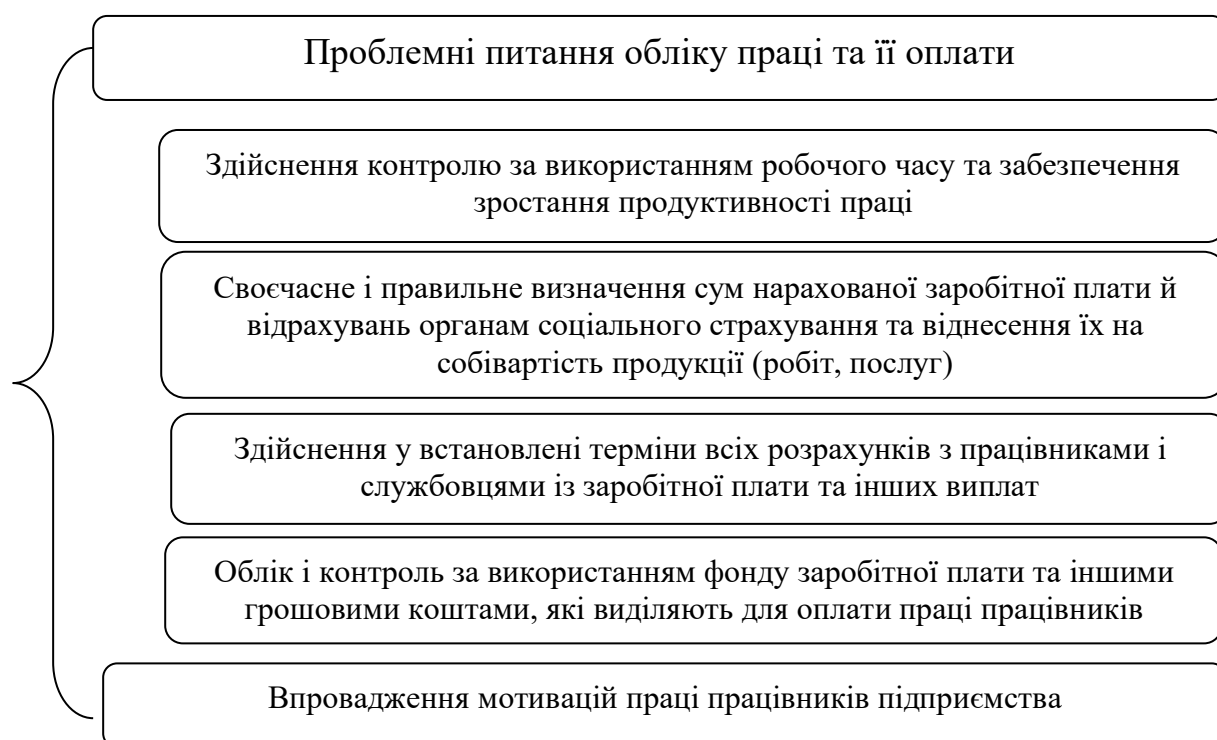 Проблемні питання обліку праці та її оплати
Здійснення контролю за використанням робочого часу та забезпечення
зростання продуктивності праці
Своєчасне і правильне визначення сум нарахованої заробітної плати й
відрахувань органам соціального страхування та віднесення їх на
собівартість продукції (робіт, послуг)
Здійснення у встановлені терміни всіх розрахунків з працівниками і
службовцями із заробітної плати та інших виплат
Облік і контроль за використанням фонду заробітної плати та іншими
грошовими коштами, які виділяють для оплати праці працівників
Впровадження мотивацій праці працівників підприємства